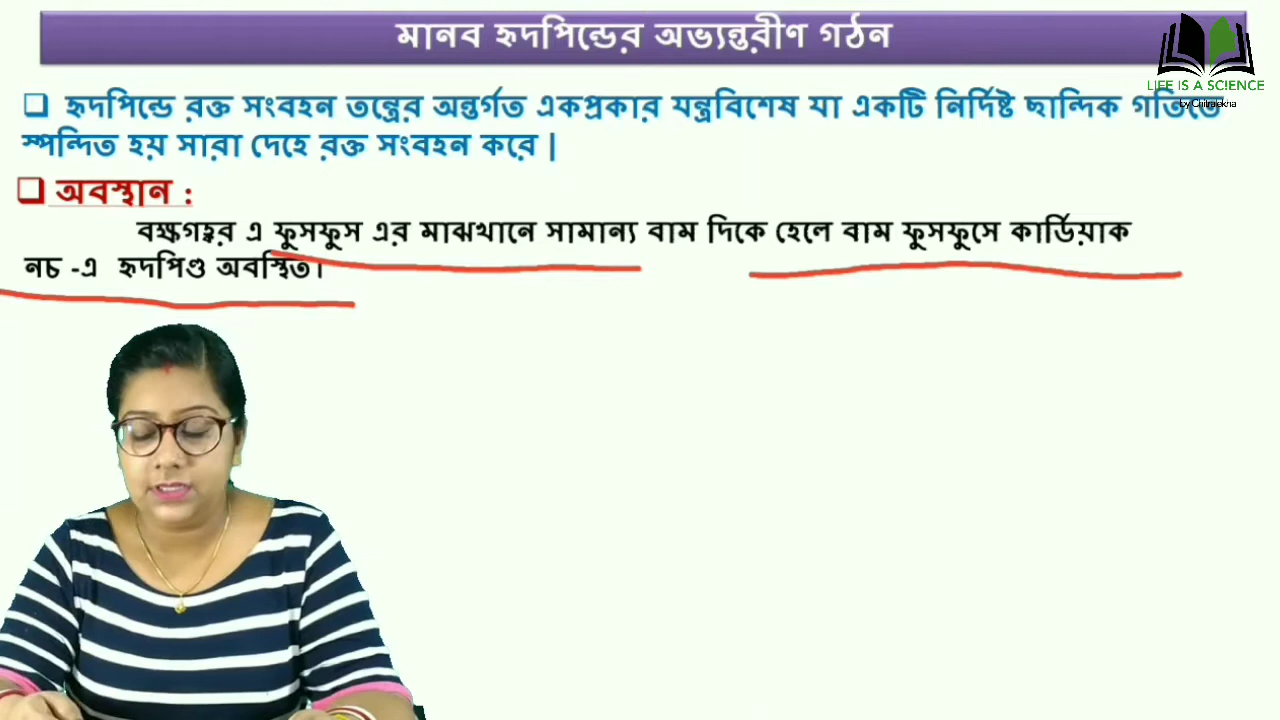 মানব হৃদপিন্ডের অভ্যন্তরীণ গঠন
LIFE IS A SCIENCE
by Chitralekha
হৃদপিন্ডে রক্ত সংবহন তন্ত্রের অন্তর্গত একপ্রকার যন্ত্রবিশেষ যা একটি নির্দিষ্ট ছান্দিক গতিতে
স্পন্দিত হয় সারা দেহে রক্ত সংবহন করে |
অবস্থান :
বক্ষগহ্বর এ ফুসফুস এর মাঝখানে সামান্য বাম দিকে হেলে বাম ফুসফুসে কার্ডিয়াক
নচ -এ হৃদপিণ্ড অবস্থিত।